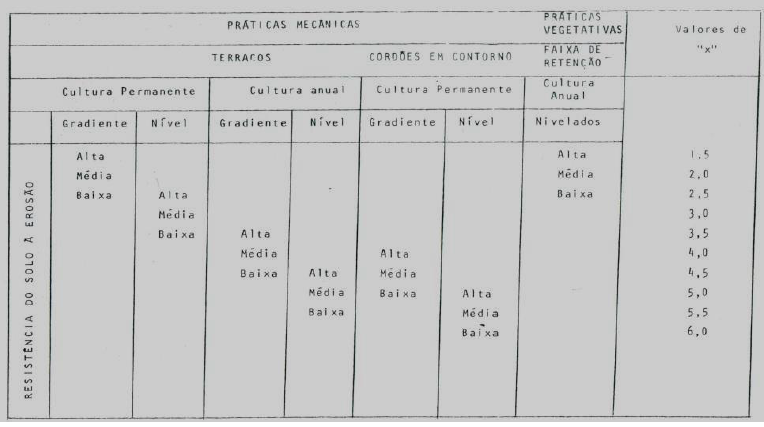 PRÁTICAS MECÂNICAS PRÁTICAS VEGETATIVAS Valores de "x"
TERRAÇOS CORDÕES EM CONTORNO FAIXA DE RETENÇÃO
Cultura Permanente Cultura anual Cultura Permanente Cultura Anual
Gradiente Nível Gradiente Nível Gradiente Nível Nivelados
RESISTÊNCIA DO SOLO À EROSÃO
Alta Alta 1,5
Média Média 2,0
Baixa Alta Baixa 2,5
Média 3,0
Baixa Alta 3,5
Média Alta 4,0
Baixa Alta Média 4,5
Média Baixa Alta 5,0
Baixa Média 5,5
Baixa 6,0